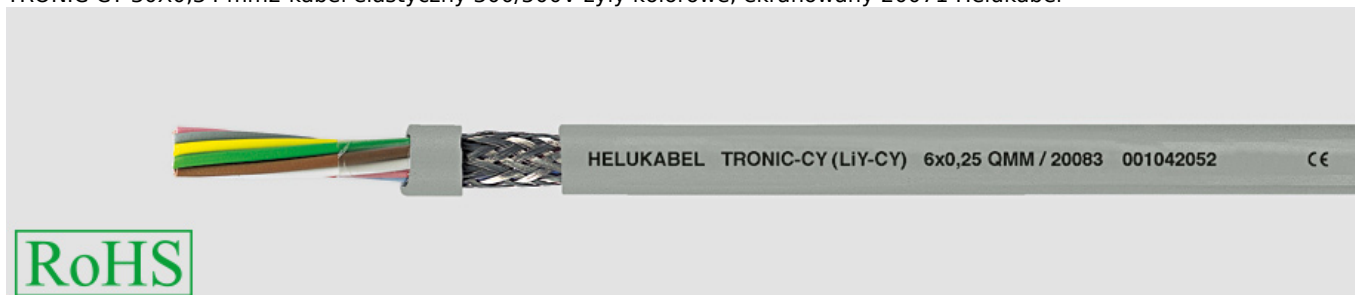 HELUKABEL TRONIC-CY (LiY-CY) 6x0,25 QMM / 20083 001042052 CE
RoHS